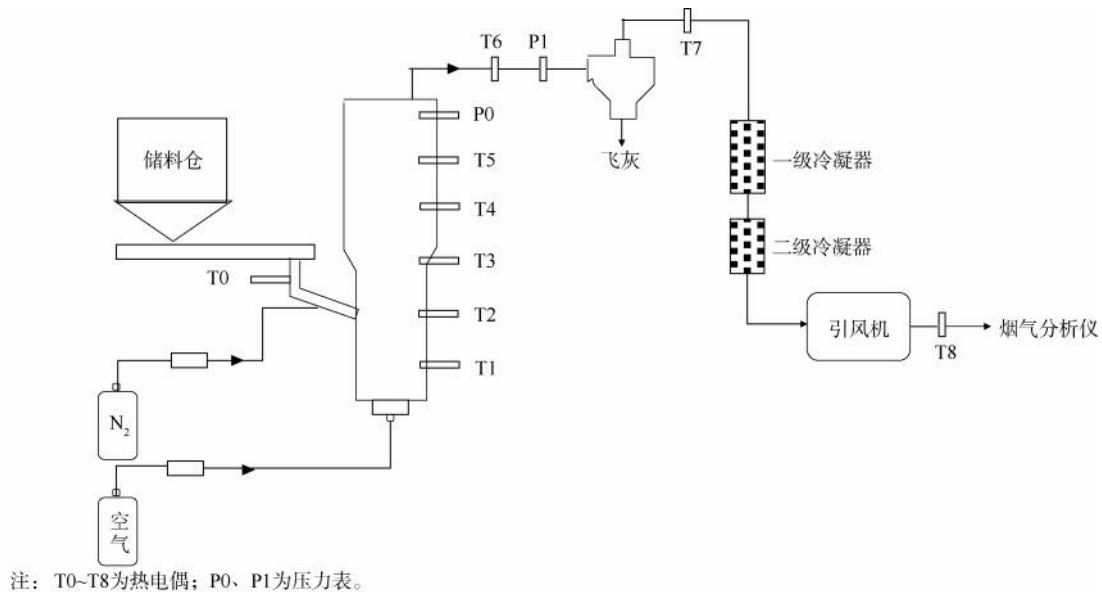 T6
P1
T7
P0
储料仓
飞灰
T5
一级冷凝器
T4
二级冷凝器
T3
T0
T2
引风机
烟气分析仪
T8
T1
N₂
空
气
注： T0~T8为热电偶；P0、P1为压力表。